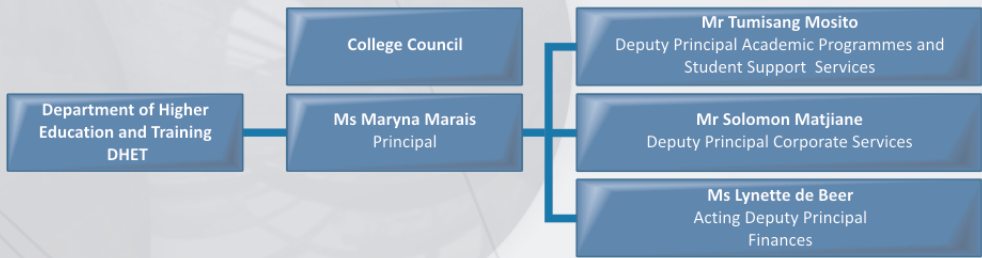 College Council
Department of Higher
Education and Training
DHET
Ms Maryna Marais
Principal
Mr Tumisang Mosito
Deputy Principal Academic Programmes and
Student Support Services
Mr Solomon Matjiane
Deputy Principal Corporate Services
Ms Lynette de Beer
Acting Deputy Principal
Finances